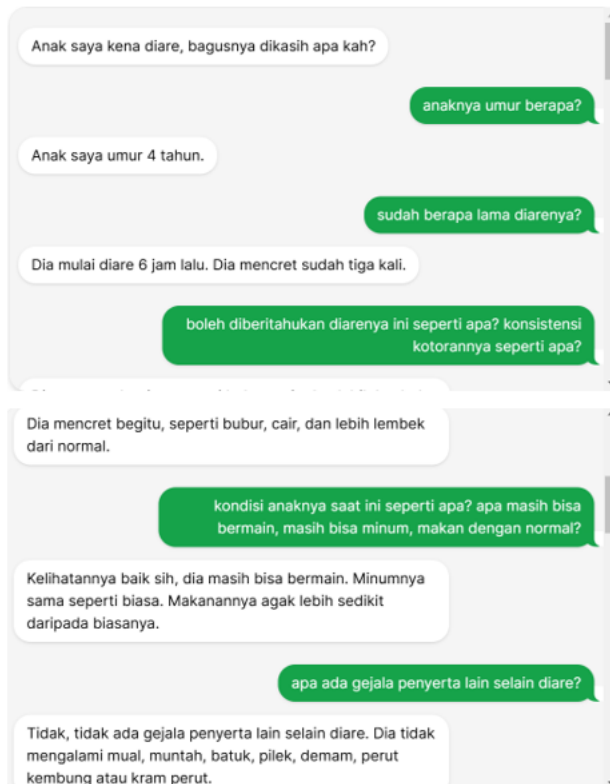 Anak saya kena diare, bagusnya dikasih apa kah?
anaknya umur berapa?
Anak saya umur 4 tahun.
sudah berapa lama diarenya?
Dia mulai diare 6 jam lalu. Dia mencret sudah tiga kali.
boleh diberitahukan diarenya ini seperti apa? konsistensi
kotorannya seperti apa?
Dia mencret begitu, seperti bubur, cair, dan lebih lembek
dari normal.
kondisi anaknya saat ini seperti apa? apa masih bisa
bermain, masih bisa minum, makan dengan normal?
Kelihatannya baik sih, dia masih bisa bermain. Minumnya
sama seperti biasa. Makanannya agak lebih sedikit
daripada biasanya.
apa ada gejala penyerta lain selain diare?
Tidak, tidak ada gejala penyerta lain selain diare. Dia tidak
mengalami mual, muntah, batuk, pilek, demam, perut
kembung atau kram perut.